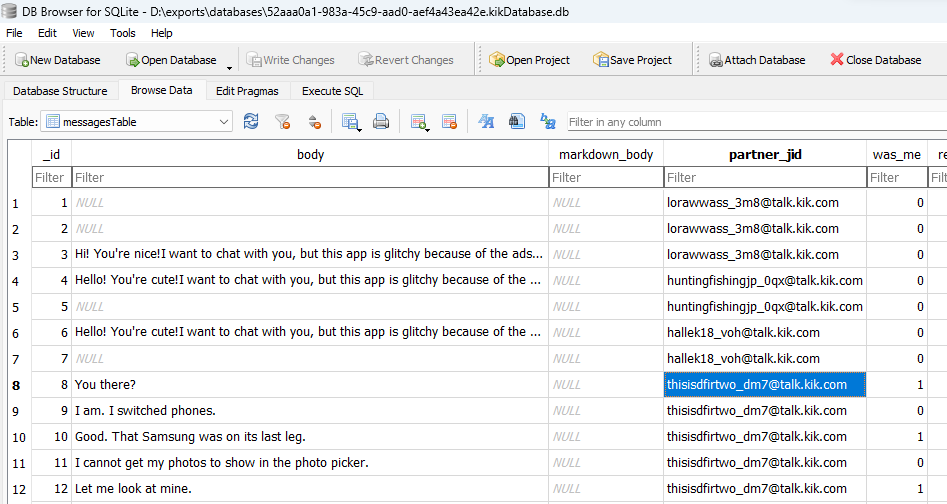 DB Browser for SQLite - D:\exports\databases\52aaa0a1-983a-45c9-aad0-aef4a43ea42e.kikDatabase.db
File Edit View Tools Help
New Database Open Database Write Changes Revert Changes Open Project Save Project Attach Database Close Database
Database Structure Browse Data Edit Pragmas Execute SQL
Table: messagesTable Filter in any column
_id body markdown_body partner_jid was_me re
Filter Filter Filter Filter Filter Filter
1 1 NULL NULL lorawwass_3m8@talk.kik.com 0
2 2 NULL NULL lorawwass_3m8@talk.kik.com 0
3 3 Hi! You're nice!I want to chat with you, but this app is glitchy because of the ads... NULL lorawwass_3m8@talk.kik.com 0
4 4 Hello! You're cute!I want to chat with you, but this app is glitchy because of the ... NULL huntingfishingjp_0qx@talk.kik.com 0
5 5 NULL NULL huntingfishingjp_0qx@talk.kik.com 0
6 6 Hello! You're cute!I want to chat with you, but this app is glitchy because of the ... NULL hallek18_voh@talk.kik.com 0
7 7 NULL NULL hallek18_voh@talk.kik.com 0
8 8 You there? NULL thisisdfirtwo_dm7@talk.kik.com 1
9 9 I am. I switched phones. NULL thisisdfirtwo_dm7@talk.kik.com 0
10 10 Good. That Samsung was on its last leg. NULL thisisdfirtwo_dm7@talk.kik.com 1
11 11 I cannot get my photos to show in the photo picker. NULL thisisdfirtwo_dm7@talk.kik.com 0
12 12 Let me look at mine. NULL thisisdfirtwo_dm7@talk.kik.com 1